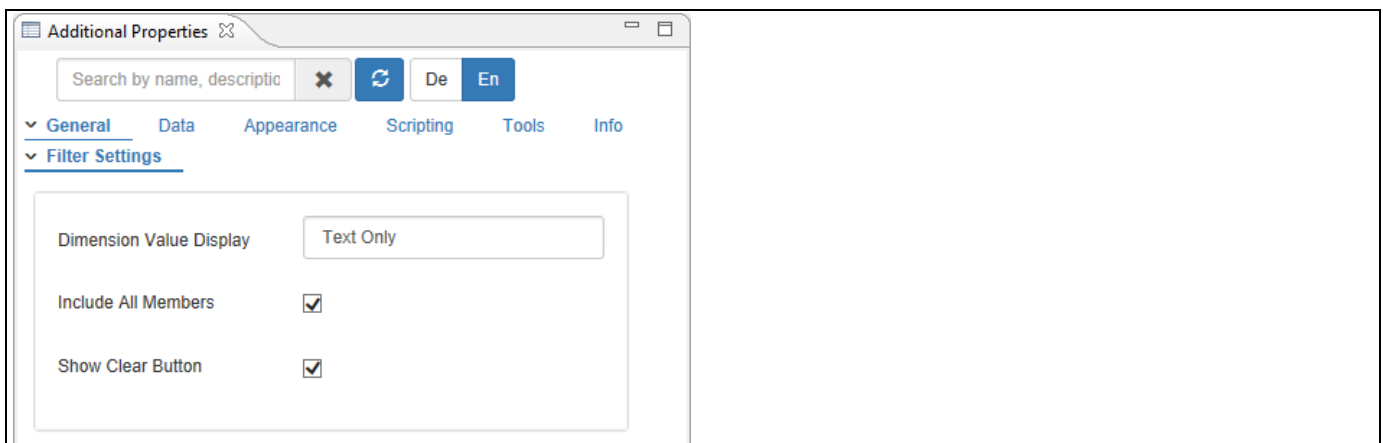 Additional Properties
Search by name, descriptic De En
General Data Appearance Scripting Tools Info
Filter Settings
Dimension Value Display Text Only
Include All Members
Show Clear Button